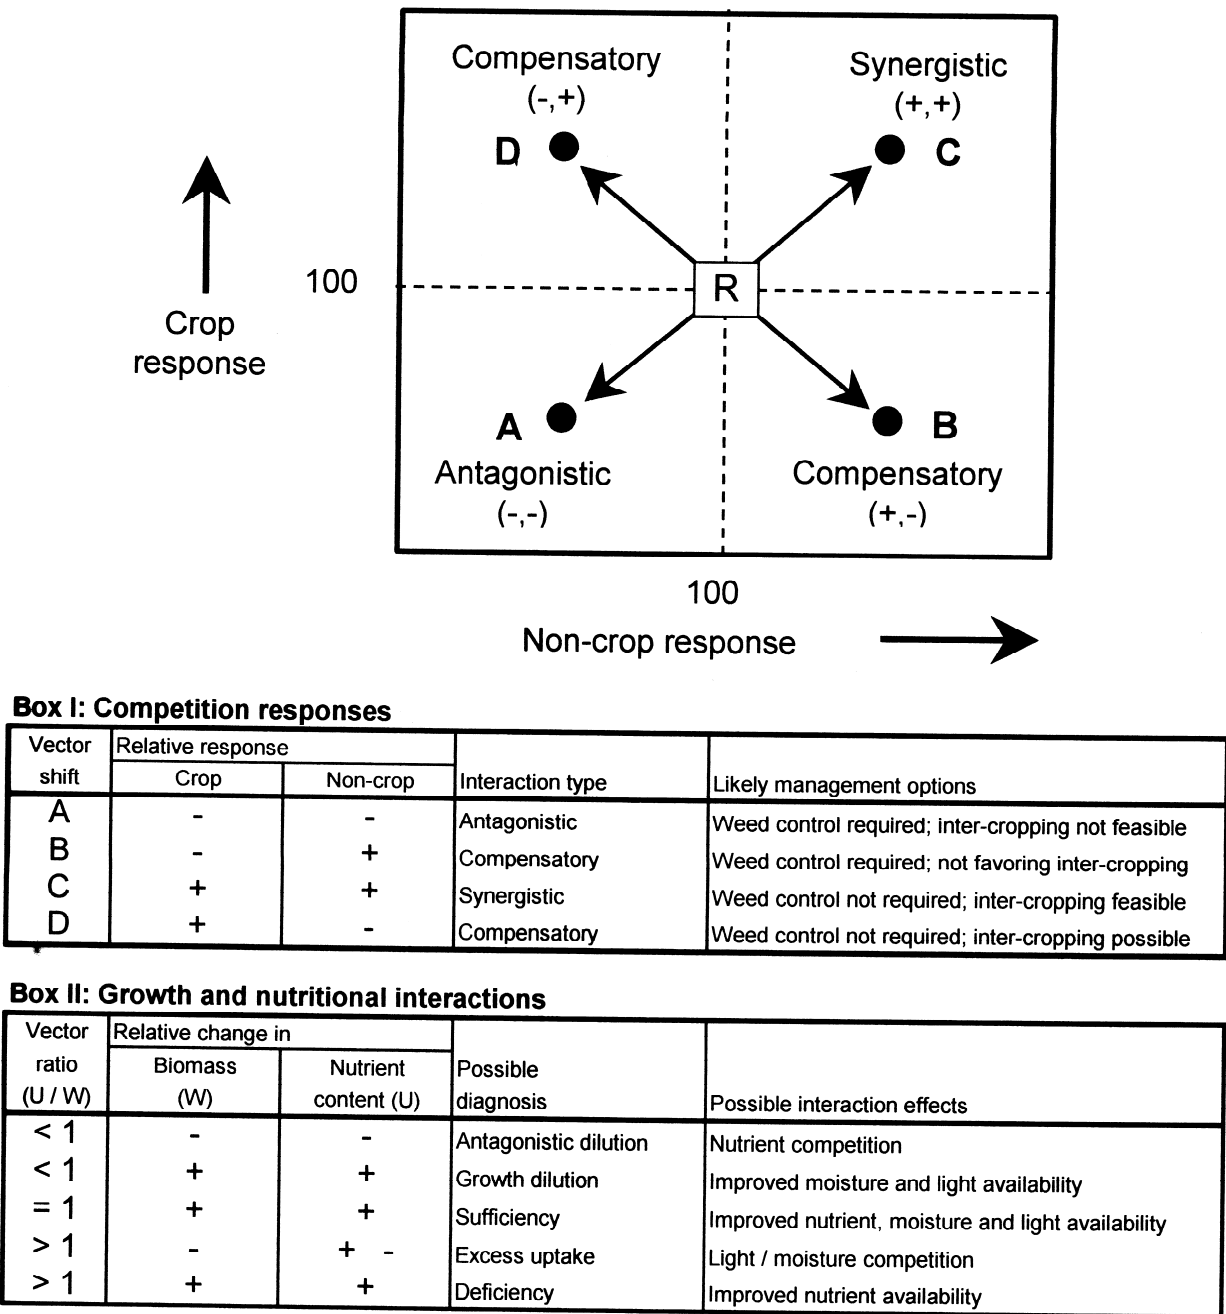 Compensatory
(-,+)
D
Synergistic
(+,+)
C
100
R
Crop
response
A
Antagonistic
(-,-)
B
Compensatory
(+,-)
100
Non-crop response
Box I: Competition responses
Vector shift | Relative response | Interaction type | Likely management options
Crop | Non-crop
A - - Antagonistic Weed control required; inter-cropping not feasible
B - + Compensatory Weed control required; not favoring inter-cropping
C + + Synergistic Weed control not required; inter-cropping feasible
D + - Compensatory Weed control not required; inter-cropping possible
Box II: Growth and nutritional interactions
Vector Relative change in
ratio Biomass Nutrient Possible
(U / W) (W) content (U) diagnosis Possible interaction effects
< 1 - - Antagonistic dilution Nutrient competition
< 1 + + Growth dilution Improved moisture and light availability
= 1 + + Sufficiency Improved nutrient, moisture and light availability
> 1 - + - Excess uptake Light / moisture competition
> 1 + + Deficiency Improved nutrient availability